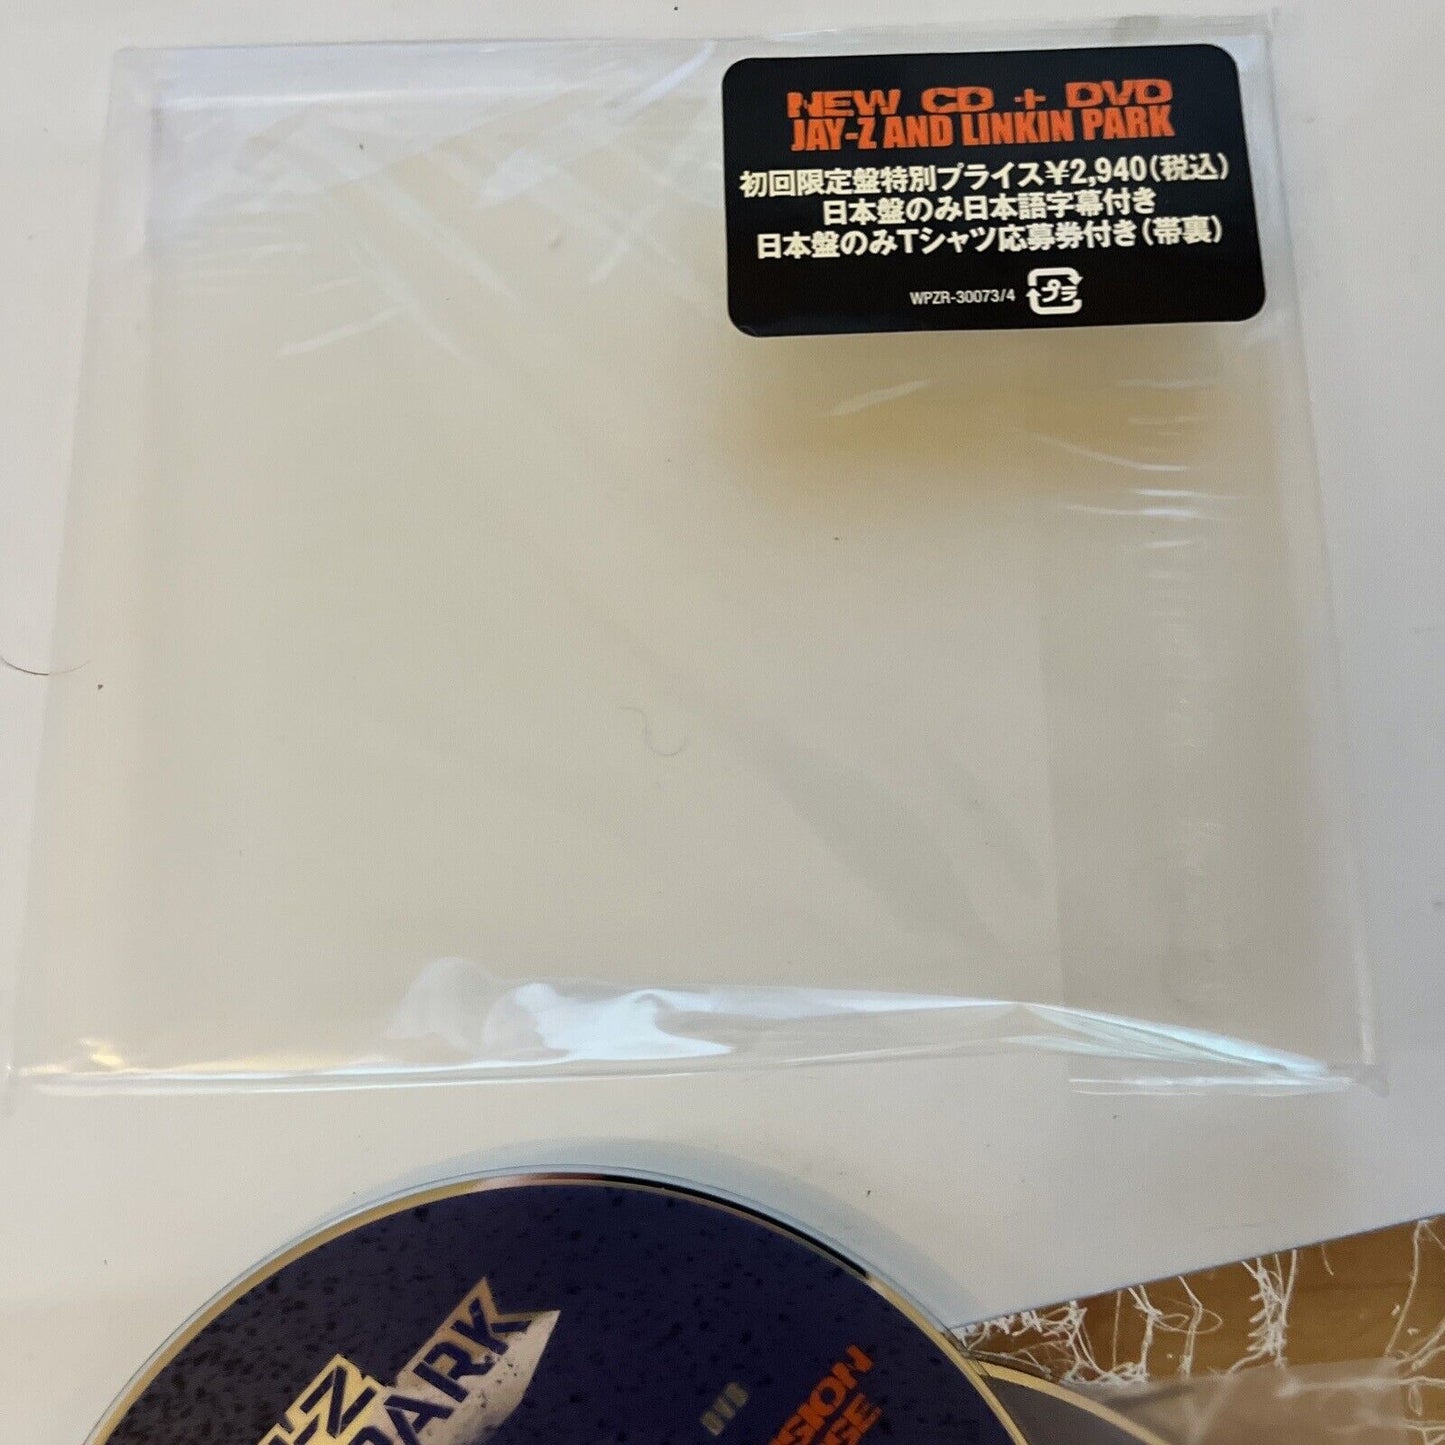 NEW CD + DVD
JAY-Z AND LINKIN PARK
初回限定盤特別プライス¥2,940(税込)
日本盤のみ日本語字幕付き
日本盤のみTシャツ応募券付き(帯裏)
WPZR-30073/4
プラ
PARK
DVD